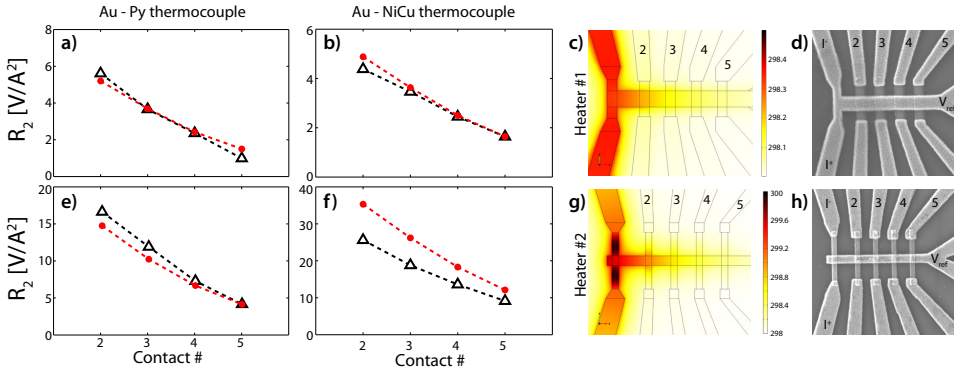 Au - Py thermocouple
Au - NiCu thermocouple
a)
R2 [V/A²]
8
6
4
2
0
b)
6
4
2
0
c)
Heater #1
2
3
4
5
298.4
298.3
298.2
298.1
d)
I-
2
3
4
5
Vref
I+
e)
R2 [V/A²]
20
15
10
5
0
2
3
4
5
Contact #
f)
40
30
20
10
0
2
3
4
5
Contact #
g)
Heater #2
2
3
4
5
300
299.6
299.2
298.8
298.4
298
h)
I-
2
3
4
5
Vref
I+